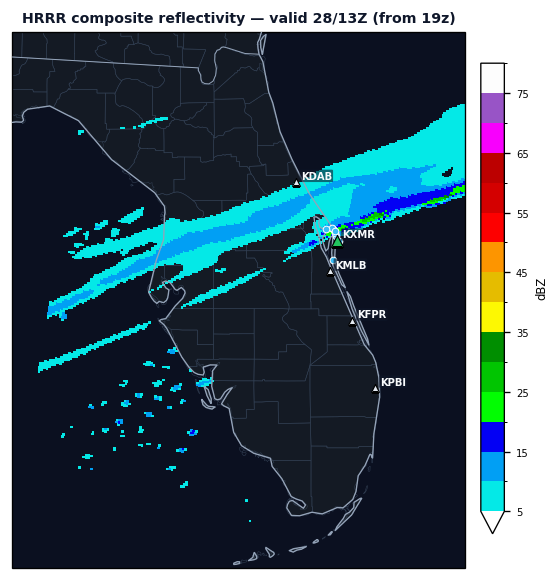 HRRR composite reflectivity — valid 28/13Z (from 19z)
KDAB
KXMR
KMLB
KFPR
KPBI
75
65
55
45
35
25
15
5
dBZ